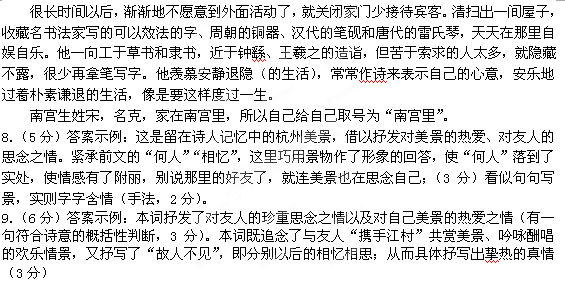 很长时间以后，渐渐地不愿意到外面活动了，就关闭家门少接待宾客。清扫出一间屋子，
收藏名书法家写的可以效法的字、周朝的铜器、汉代的笔砚和唐代的雷氏琴，天天在那里自
娱自乐。他一向工于草书和隶书，近于钟繇、王羲之的造诣，但苦于索求的人太多，就隐藏
不露，很少再拿笔写字。他羡慕安静退隐（的生活），常常作诗来表示自己的心意，安乐地
过着朴素谦退的生活，像是要这样度过一生。
南宫生姓宋，名克，家在南宫里，所以自己给自己取号为“南宫里”。
8．（5 分）答案示例：这是留在诗人记忆中的杭州美景，借以抒发对美景的热爱、对友人的
思念之情。紧承前文的“何人”“相忆”，这里巧用景物作了形象的回答，使“何人”落到了
实处，使情感有了附丽，别说那里的好友了，就连美景也在思念自己；（3 分）看似句句写
景，实则字字含情（手法，2 分）。
9．（6 分）答案示例：本词抒发了对友人的珍重思念之情以及对自己美景的热爱之情（有一
句符合诗意的概括性判断，3 分）。本词既追念了与友人“携手江村”共赏美景、吟咏酬唱
的欢乐情景，又抒写了“故人不见”，即分别以后的相忆相思；从而具体抒写出挚热的真情
（3 分）